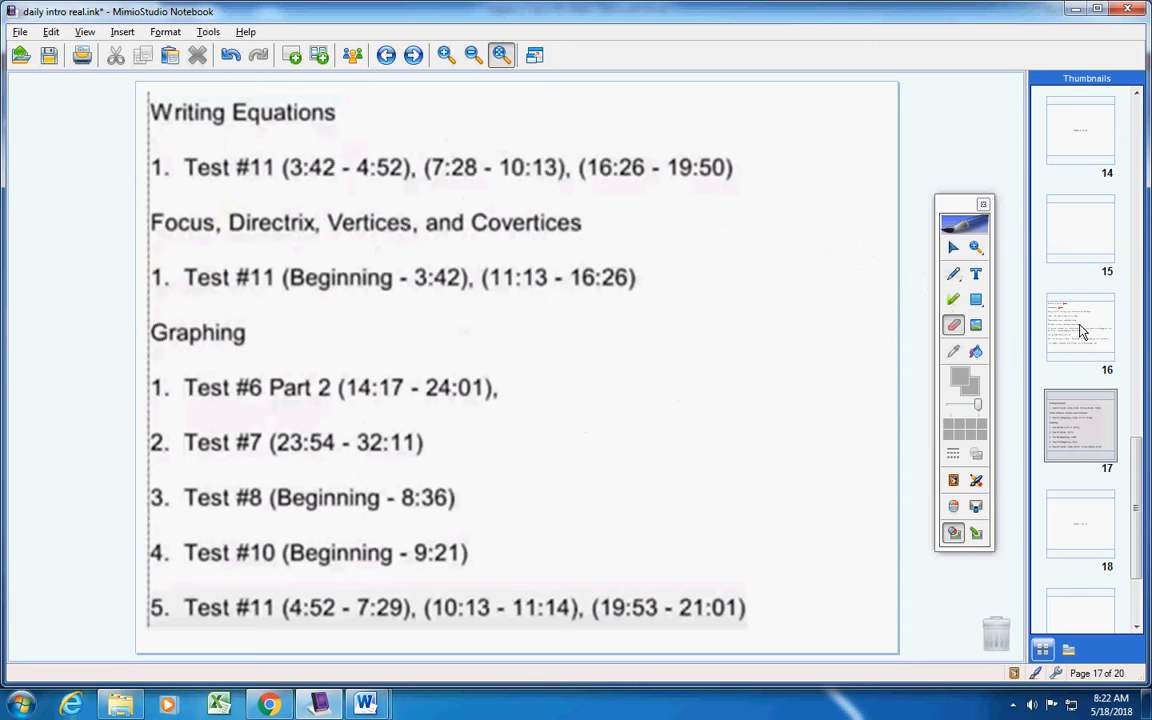 daily intro real.ink* - MimioStudio Notebook
File Edit View Insert Format Tools Help
Writing Equations
1. Test #11 (3:42 - 4:52), (7:28 - 10:13), (16:26 - 19:50)
Focus, Directrix, Vertices, and Covertices
1. Test #11 (Beginning - 3:42), (11:13 - 16:26)
Graphing
1. Test #6 Part 2 (14:17 - 24:01),
2. Test #7 (23:54 - 32:11)
3. Test #8 (Beginning - 8:36)
4. Test #10 (Beginning - 9:21)
5. Test #11 (4:52 - 7:29), (10:13 - 11:14), (19:53 - 21:01)
Thumbnails
14
15
16
17
18
Page 17 of 20
8:22 AM
5/18/2018